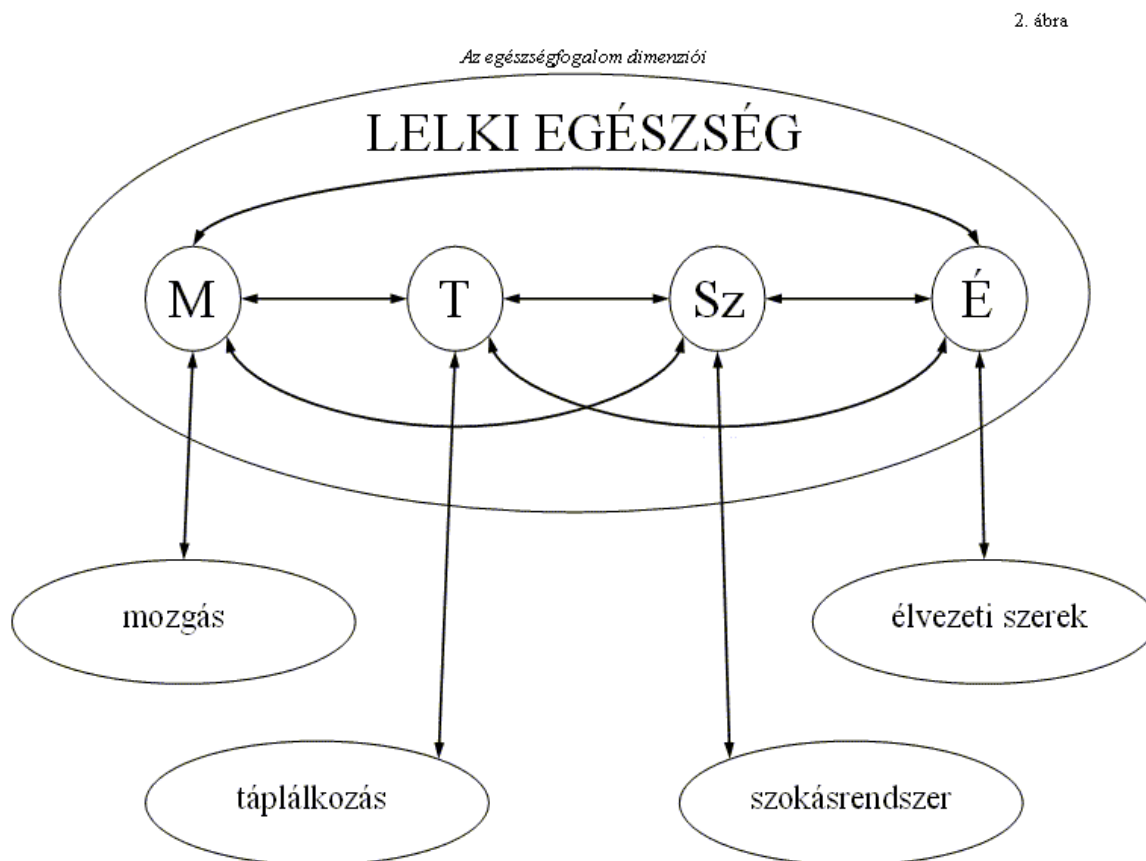 2. ábra
Az egészségfogalom dimenziói
LELKI EGÉSZSÉG
M
T
Sz
É
mozgás
élvezeti szerek
táplálkozás
szokásrendszer